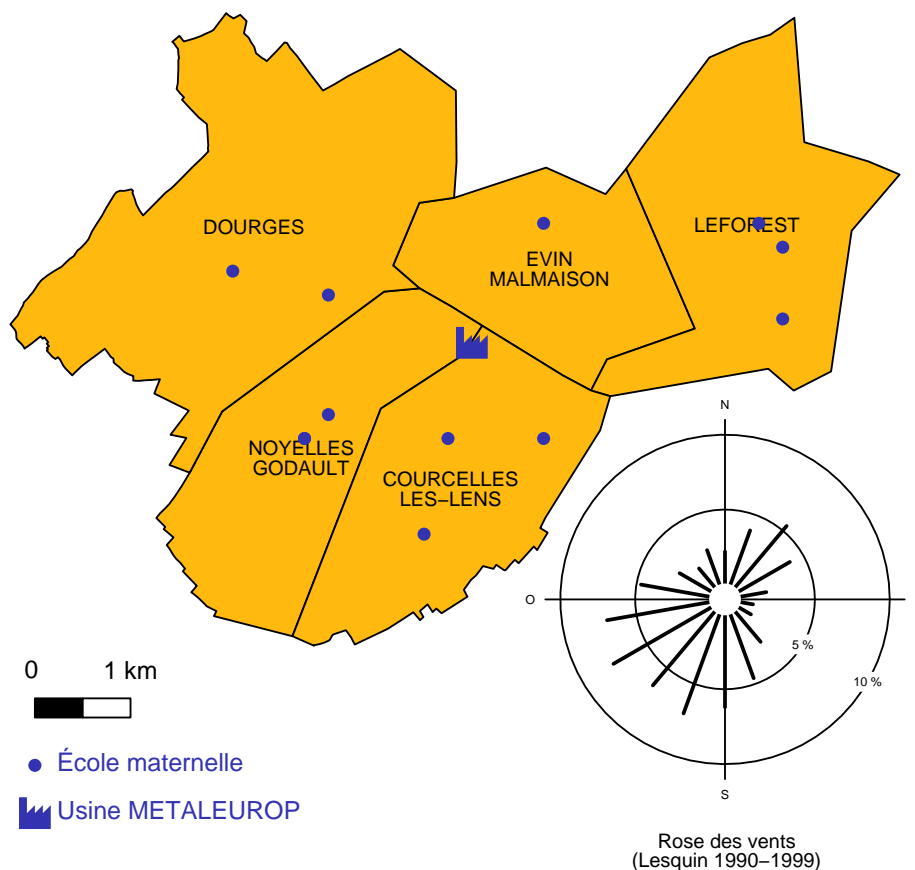 DOURGES
LEFOREST
EVIN
MALMAISON
NOYELLES
GODAULT
COURCELLES
LES−LENS
N
O
5 %
10 %
S
0 1 km
École maternelle
Usine METALEUROP
Rose des vents
(Lesquin 1990−1999)